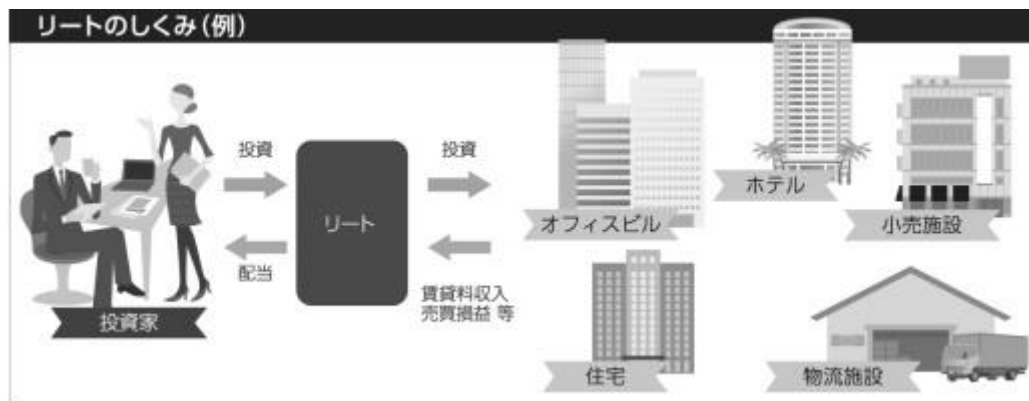 リートのしくみ(例)
投資
投資
リート
配当
賃貸料収入
売買損益 等
投資家
オフィスビル
ホテル
小売施設
住宅
物流施設